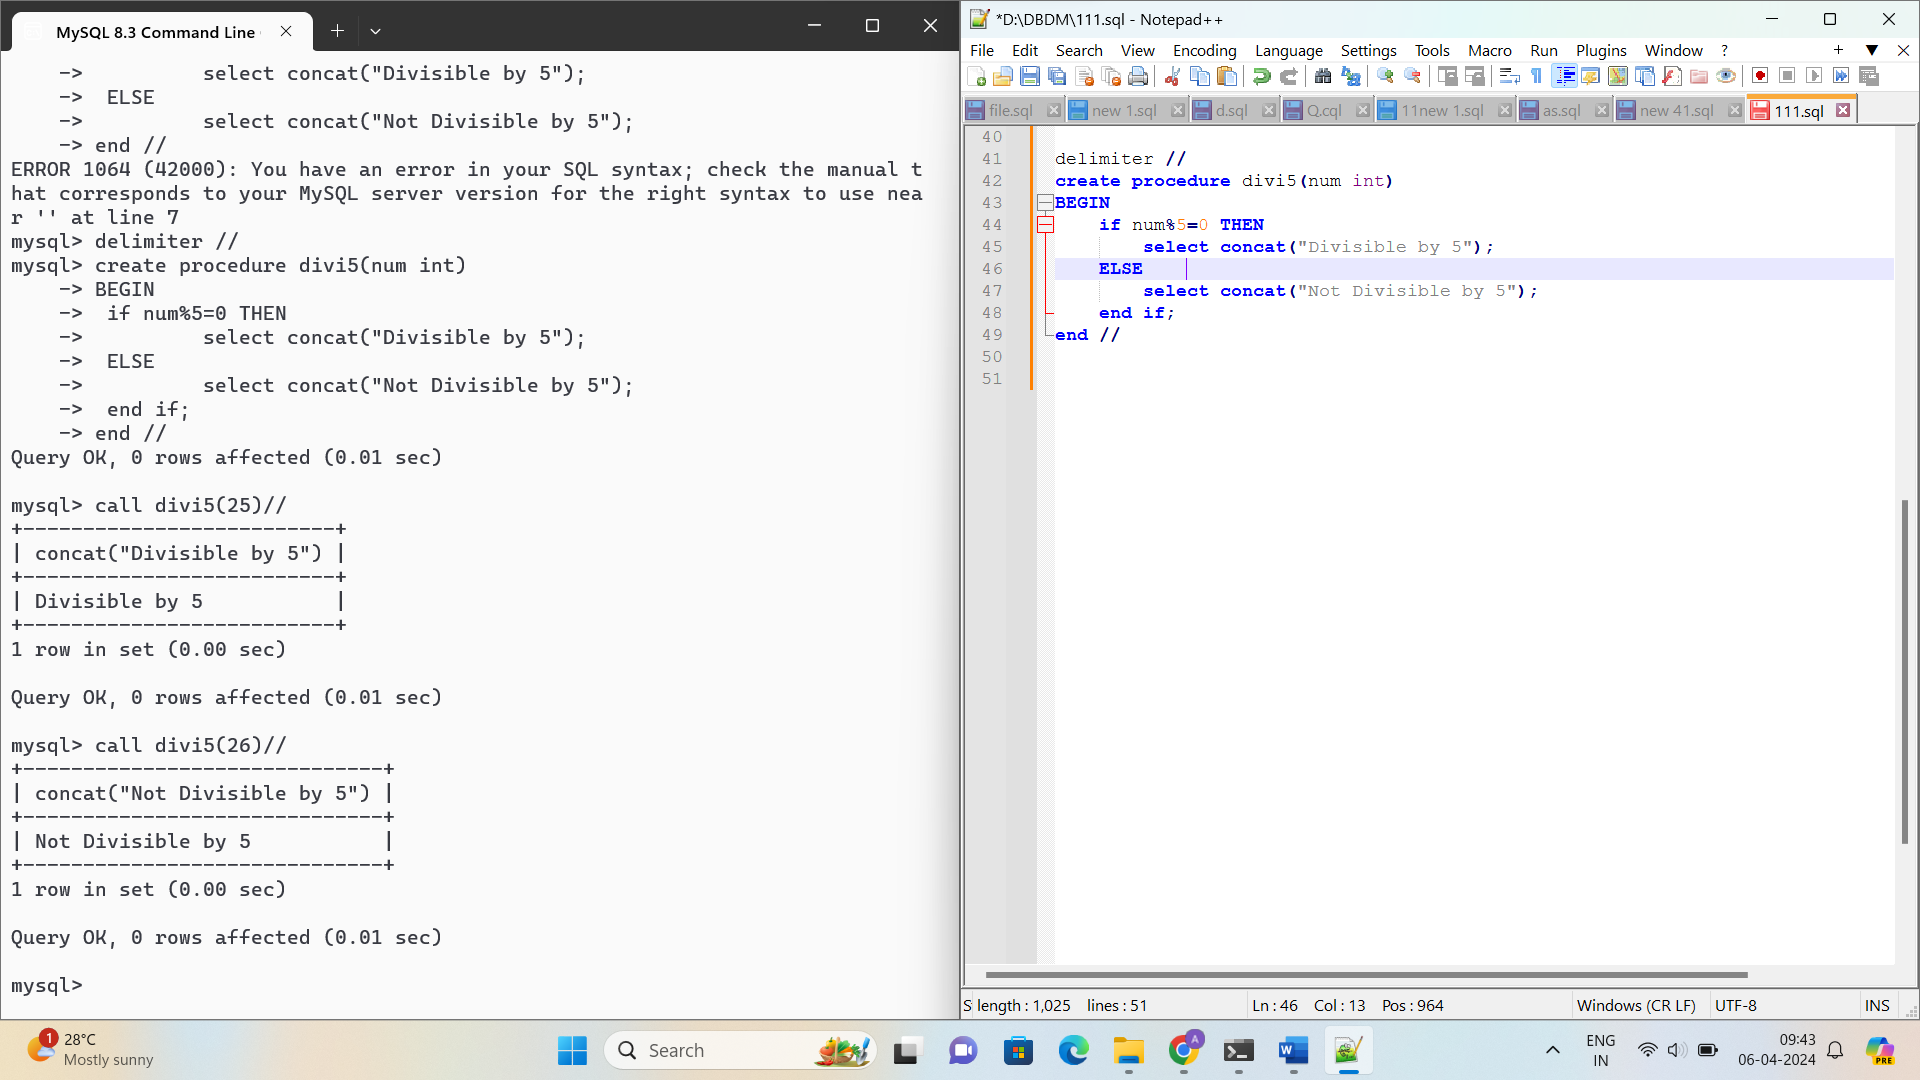 MySQL 8.3 Command Line
-> select concat("Divisible by 5");
-> ELSE
-> select concat("Not Divisible by 5");
-> end //
ERROR 1064 (42000): You have an error in your SQL syntax; check the manual t
hat corresponds to your MySQL server version for the right syntax to use nea
r '' at line 7
mysql> delimiter //
mysql> create procedure divi5(num int)
-> BEGIN
-> if num%5=0 THEN
-> select concat("Divisible by 5");
-> ELSE
-> select concat("Not Divisible by 5");
-> end if;
-> end //
Query OK, 0 rows affected (0.01 sec)
mysql> call divi5(25)//
+--------------------------+
| concat("Divisible by 5") |
+--------------------------+
| Divisible by 5           |
+--------------------------+
1 row in set (0.00 sec)
Query OK, 0 rows affected (0.01 sec)
mysql> call divi5(26)//
+------------------------------+
| concat("Not Divisible by 5") |
+------------------------------+
| Not Divisible by 5           |
+------------------------------+
1 row in set (0.00 sec)
Query OK, 0 rows affected (0.01 sec)
mysql>
*D:\DBDM\111.sql - Notepad++
File Edit Search View Encoding Language Settings Tools Macro Run Plugins Window ?
file.sql new 1.sql d.sql Q.cql 11new 1.sql as.sql new 41.sql 111.sql
40
41 delimiter //
42 create procedure divi5(num int)
43 BEGIN
44 if num%5=0 THEN
45 select concat("Divisible by 5");
46 ELSE
47 select concat("Not Divisible by 5");
48 end if;
49 end //
50
51
S length : 1,025 lines : 51 Ln : 46 Col : 13 Pos : 964 Windows (CR LF) UTF-8 INS
1 28°C
Mostly sunny
Search
A
W
ENG
IN
09:43
06-04-2024
PRE